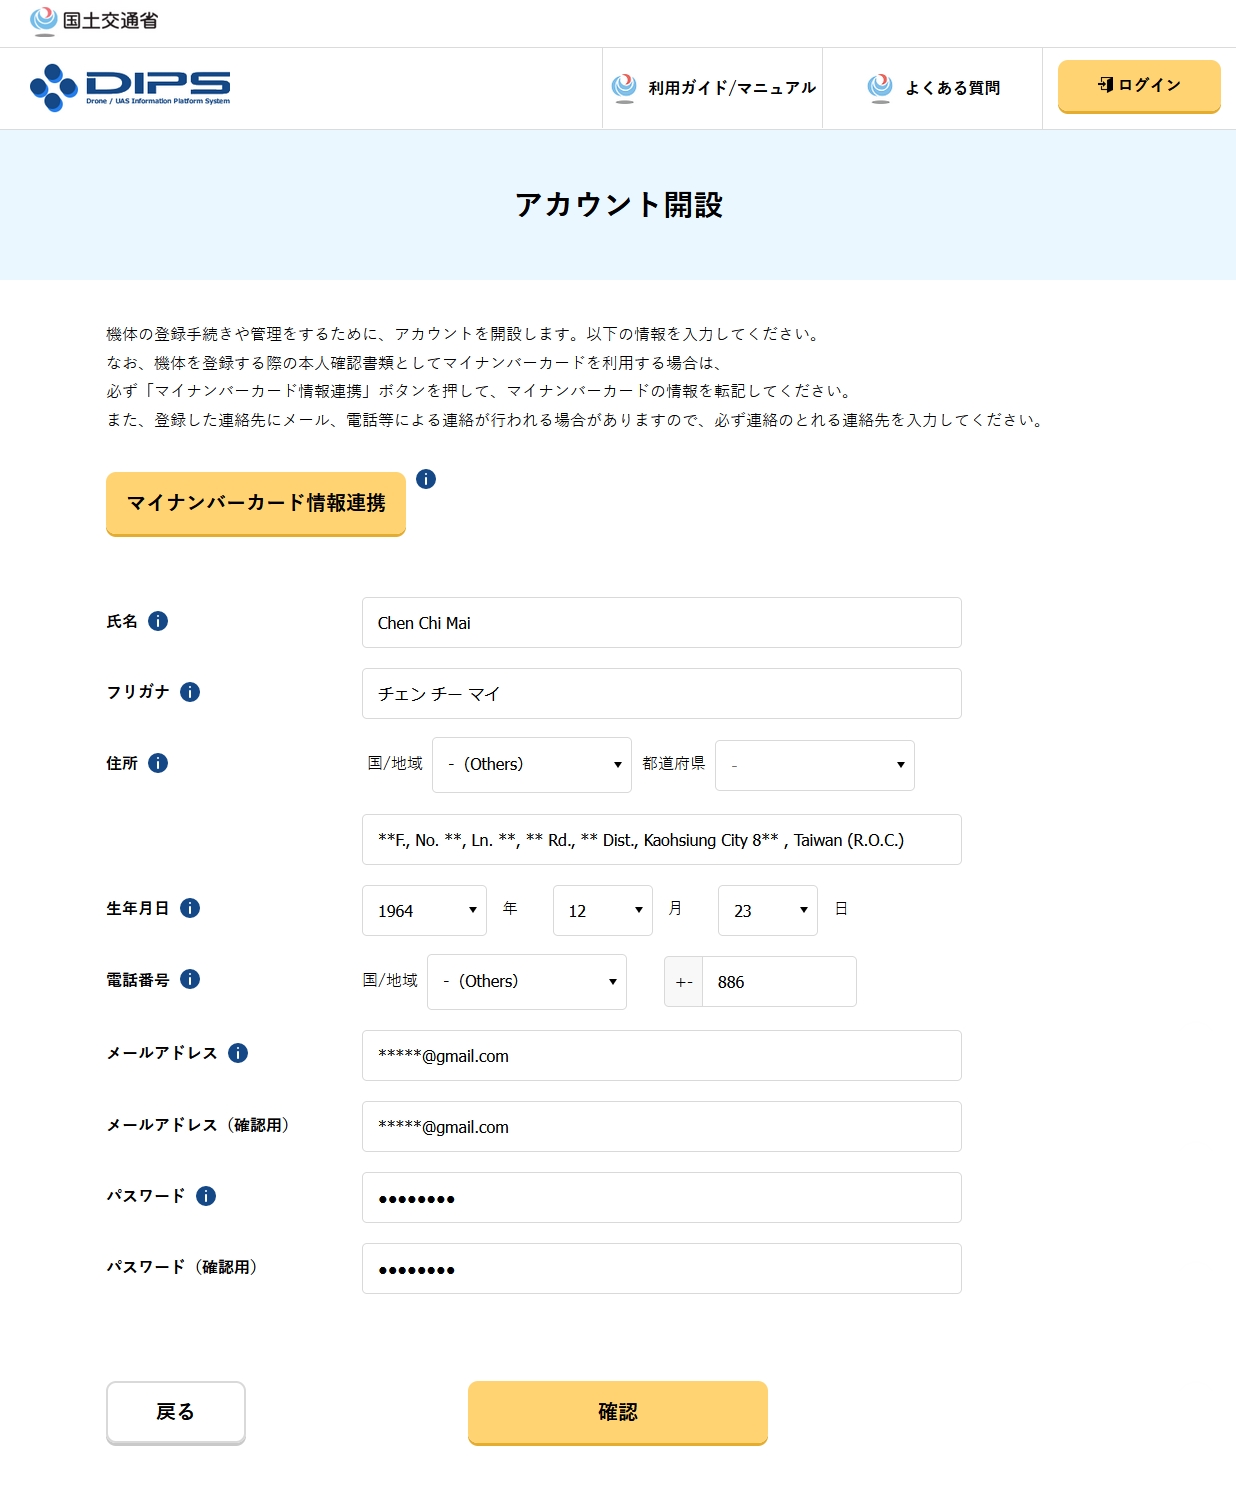 国土交通省
DIPS
Drone / UAS Information Platform System
利用ガイド/マニュアル
よくある質問
ログイン
アカウント開設
機体の登録手続きや管理をするために、アカウントを開設します。以下の情報を入力してください。
なお、機体を登録する際の本人確認書類としてマイナンバーカードを利用する場合は、
必ず「マイナンバーカード情報連携」ボタンを押して、マイナンバーカードの情報を転記してください。
また、登録した連絡先にメール、電話等による連絡が行われる場合がありますので、必ず連絡のとれる連絡先を入力してください。
マイナンバーカード情報連携 i
氏名 i Chen Chi Mai
フリガナ i チェン チー マイ
住所 i 国/地域 -（Others） 都道府県 -
**F., No. **, Ln. **, ** Rd., ** Dist., Kaohsiung City 8** , Taiwan (R.O.C.)
生年月日 i 1964 年 12 月 23 日
電話番号 i 国/地域 -（Others） +- 886
メールアドレス i *****@gmail.com
メールアドレス（確認用） *****@gmail.com
パスワード i ●●●●●●●●
パスワード（確認用） ●●●●●●●●
戻る
確認